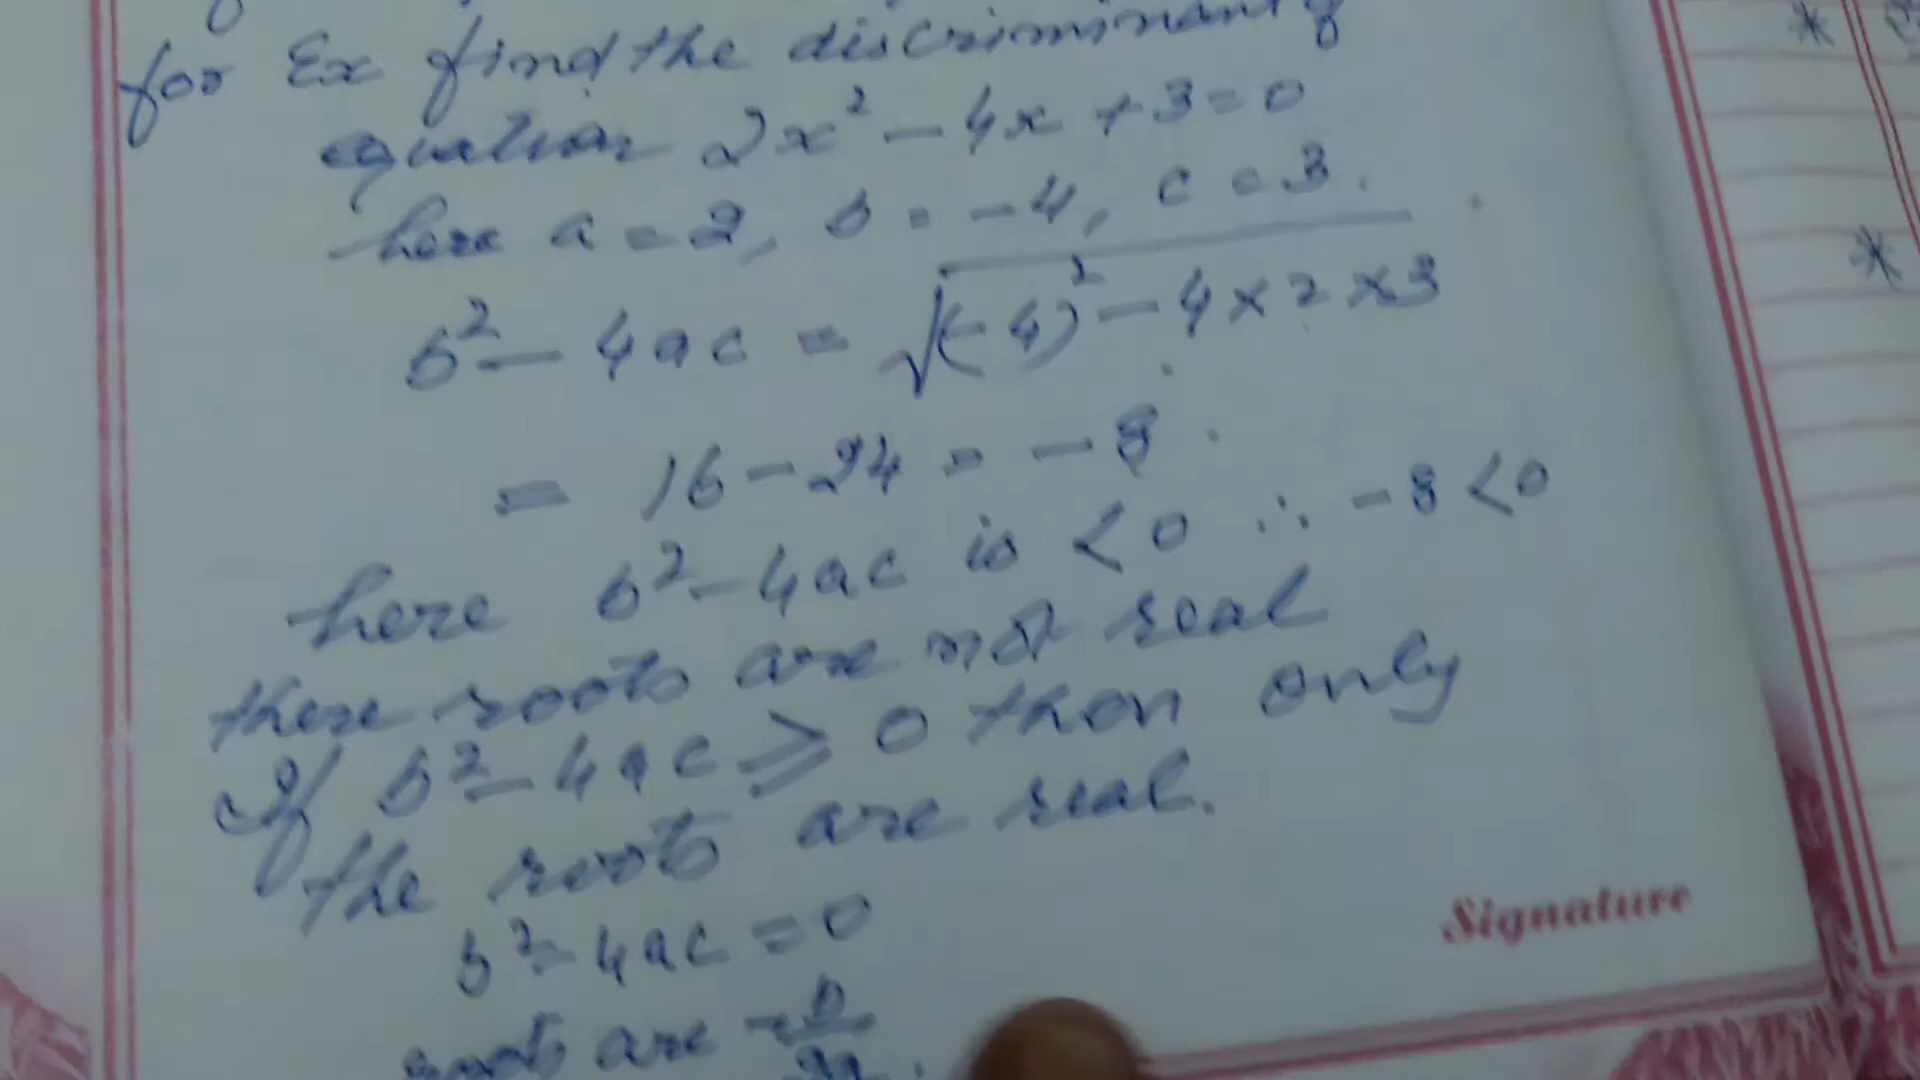 for Ex find the discriminant of
equation 2x² - 4x + 3 = 0
here a = 2, b = -4, c = 3.
b² - 4ac = √(-4)² - 4 × 2 × 3
= 16 - 24 = -8
here b² - 4ac is < 0 ∴ -8 < 0
there roots are not real
If b² - 4ac ⩾ 0 then only
the roots are real.
b² - 4ac = 0
roots are -b/2a.
Signature